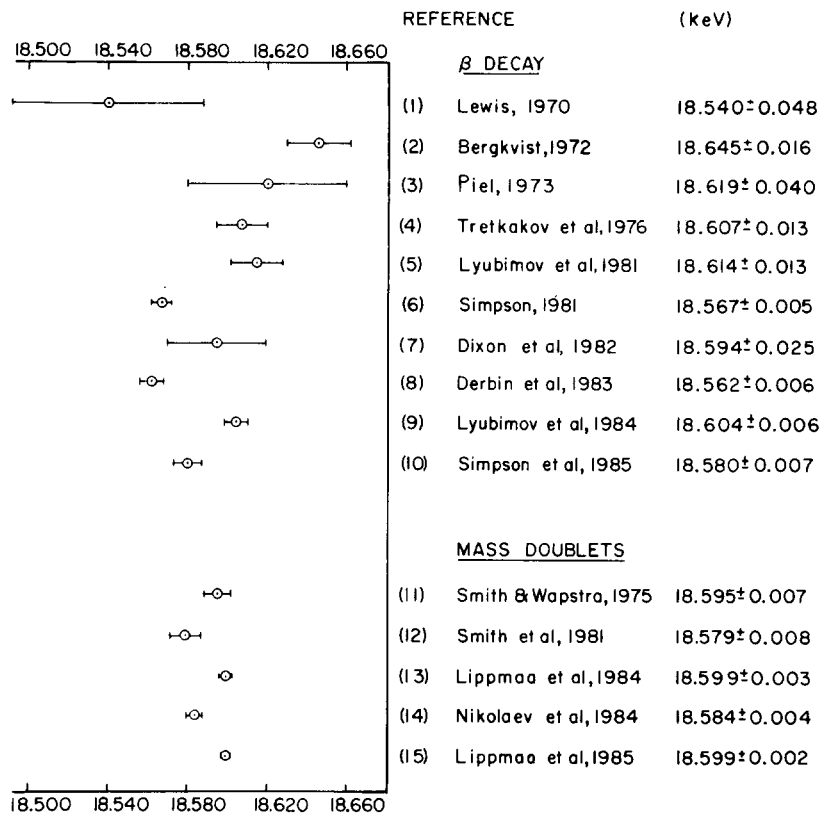 REFERENCE (keV)
18.500 18.540 18.580 18.620 18.660
β DECAY
(1) Lewis, 1970 18.540±0.048
(2) Bergkvist,1972 18.645±0.016
(3) Piel, 1973 18.619±0.040
(4) Tretkakov et al, 1976 18.607±0.013
(5) Lyubimov et al, 1981 18.614±0.013
(6) Simpson, 1981 18.567±0.005
(7) Dixon et al, 1982 18.594±0.025
(8) Derbin et al, 1983 18.562±0.006
(9) Lyubimov et al, 1984 18.604±0.006
(10) Simpson et al, 1985 18.580±0.007
MASS DOUBLETS
(11) Smith & Wapstra, 1975 18.595±0.007
(12) Smith et al, 1981 18.579±0.008
(13) Lippmaa et al, 1984 18.599±0.003
(14) Nikolaev et al, 1984 18.584±0.004
(15) Lippmaa et al, 1985 18.599±0.002
18.500 18.540 18.580 18.620 18.660